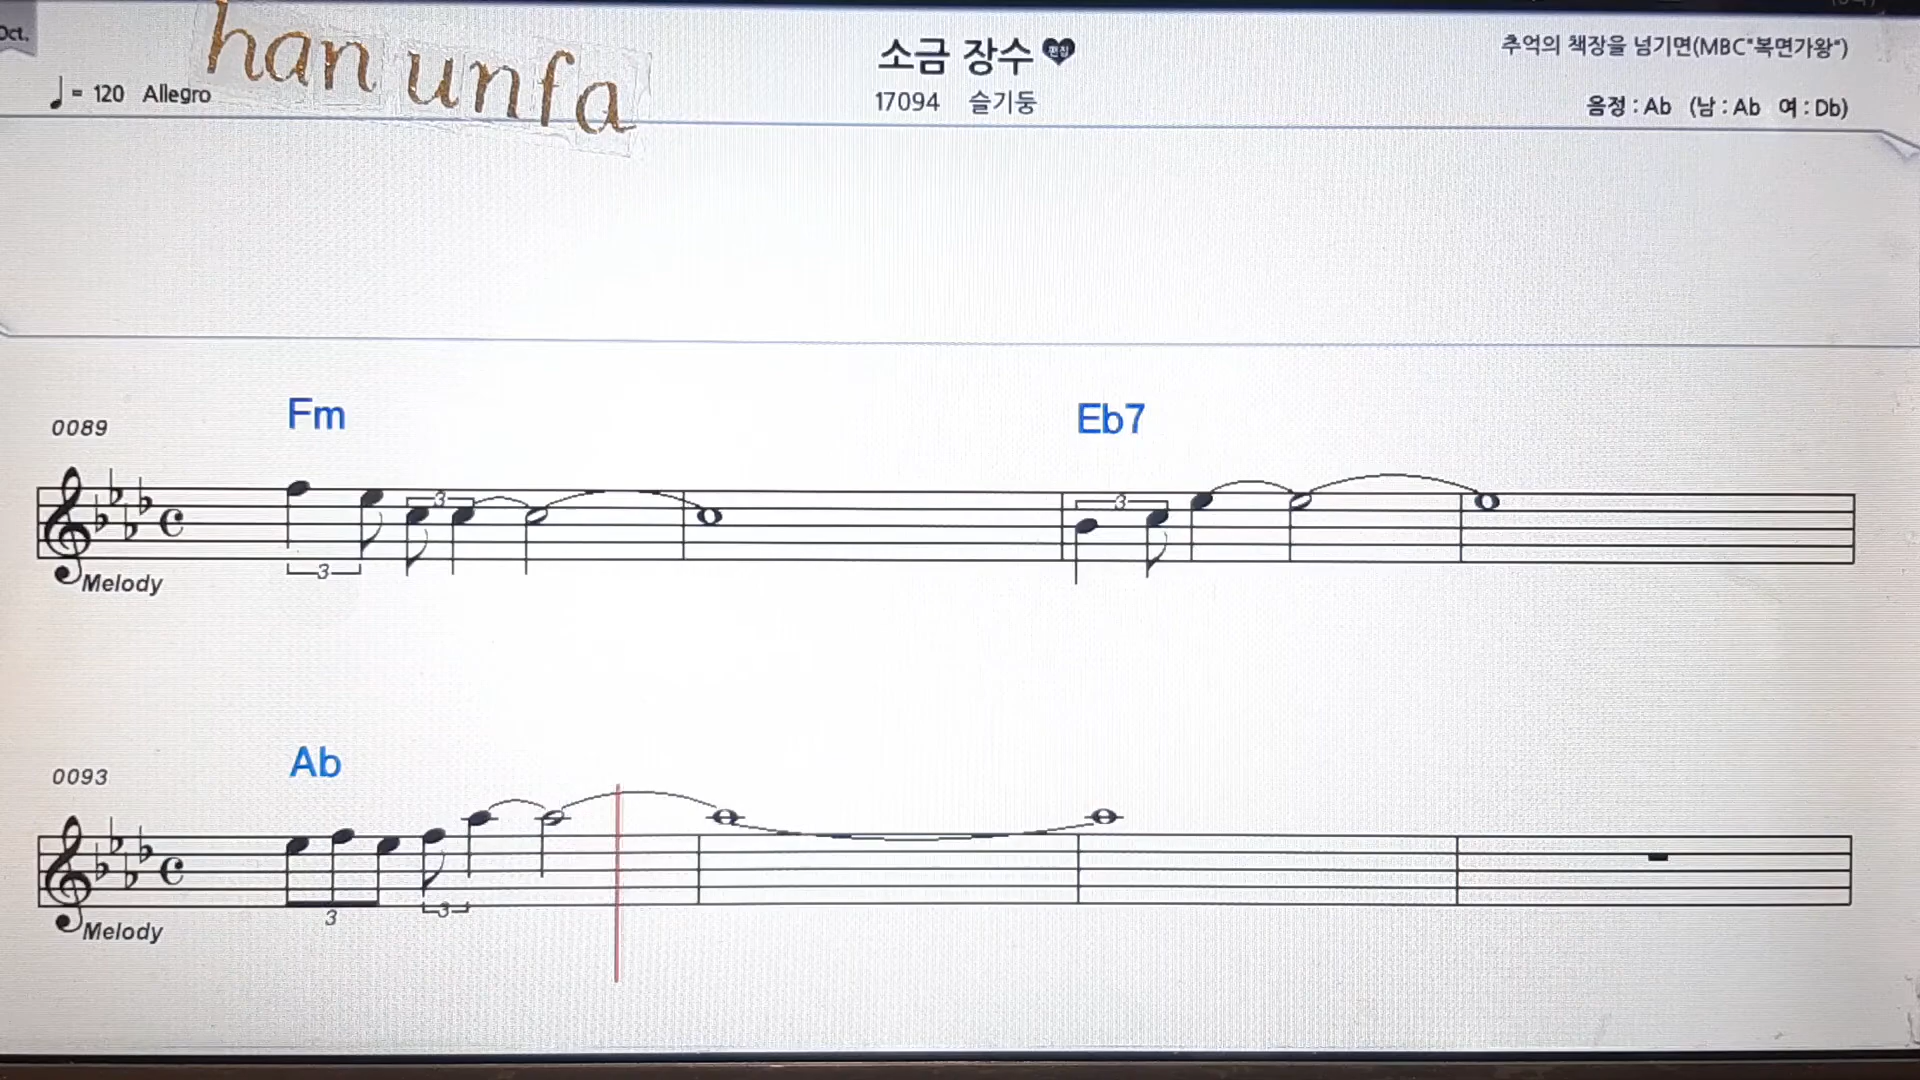 Oct.
han unfa
소금 장수 편집
추억의 책장을 넘기면(MBC"복면가왕")
♩= 120 Allegro
17094 슬기둥
음정 : Ab (남 : Ab 여 : Db)
Fm Eb7
0089
3 3
3
Melody
Ab
0093
3 3
Melody